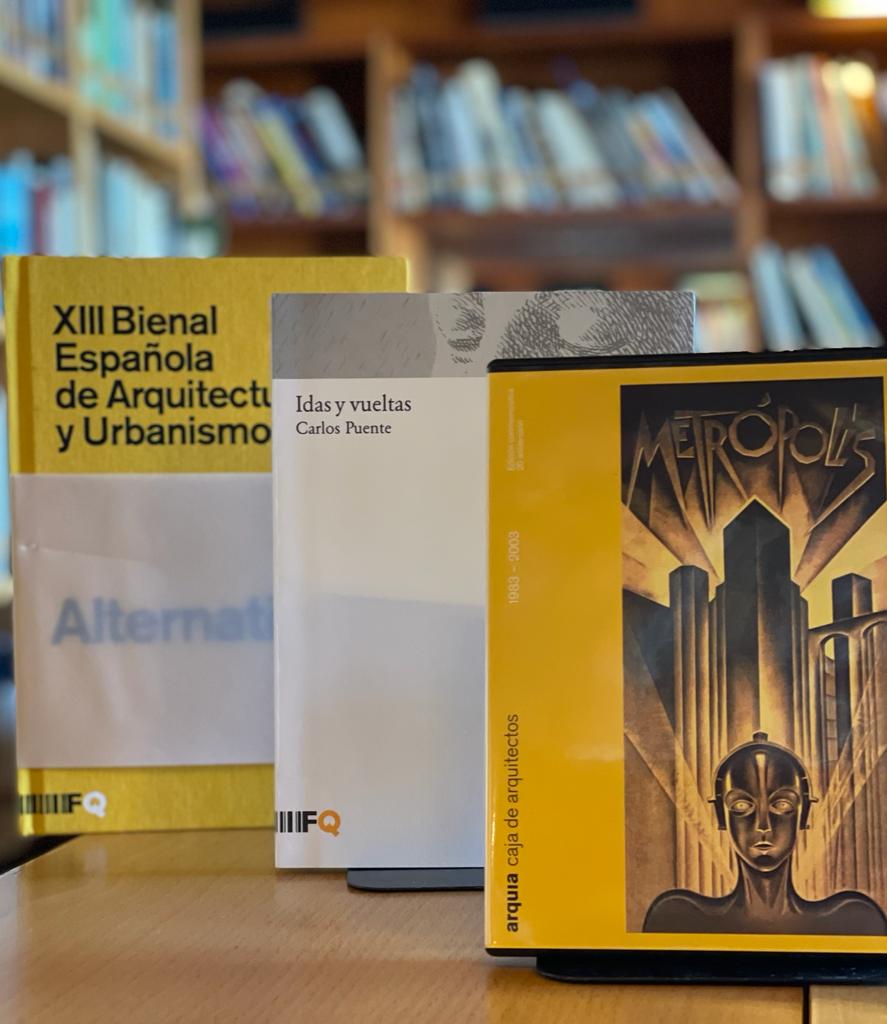 XIII Bienal
Española
de Arquitectu
y Urbanismo
Alternati
FQ
Idas y vueltas
Carlos Puente
FQ
1983 - 2003
arquia caja de arquitectos
METRÓPOLIS